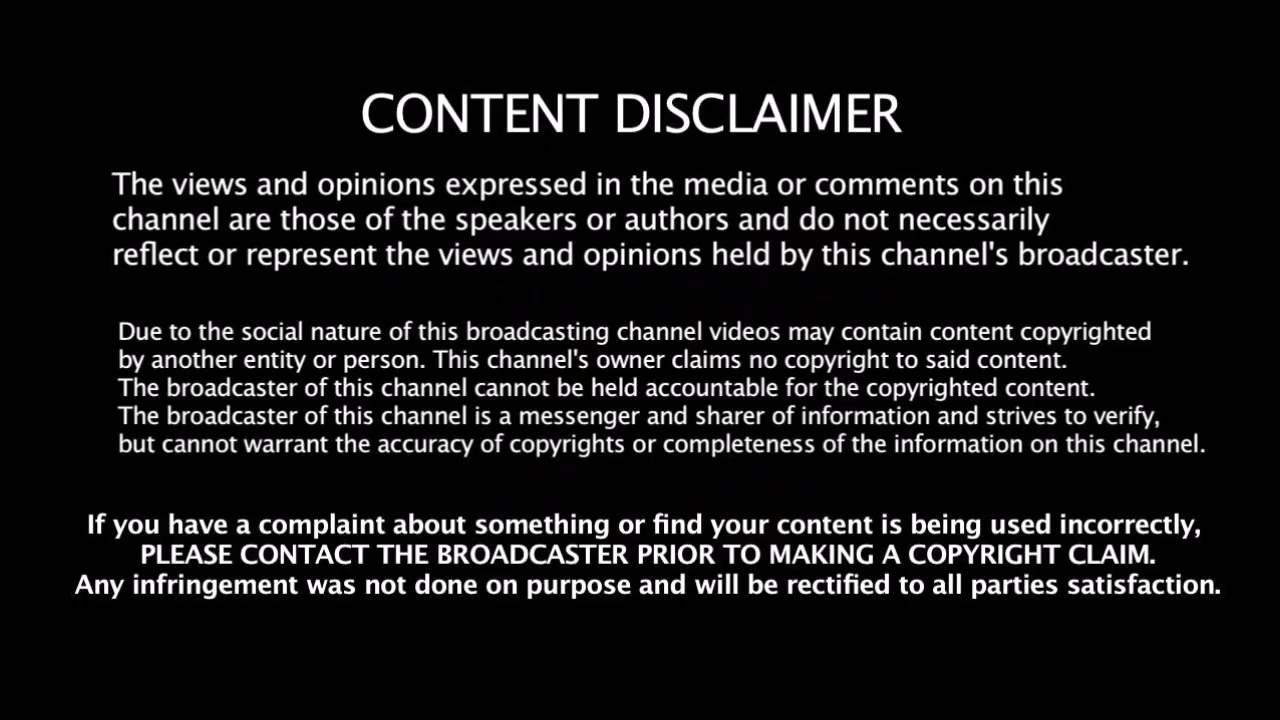 CONTENT DISCLAIMER
The views and opinions expressed in the media or comments on this
channel are those of the speakers or authors and do not necessarily
reflect or represent the views and opinions held by this channel's broadcaster.
Due to the social nature of this broadcasting channel videos may contain content copyrighted
by another entity or person. This channel's owner claims no copyright to said content.
The broadcaster of this channel cannot be held accountable for the copyrighted content.
The broadcaster of this channel is a messenger and sharer of information and strives to verify,
but cannot warrant the accuracy of copyrights or completeness of the information on this channel.
If you have a complaint about something or find your content is being used incorrectly,
PLEASE CONTACT THE BROADCASTER PRIOR TO MAKING A COPYRIGHT CLAIM.
Any infringement was not done on purpose and will be rectified to all parties satisfaction.